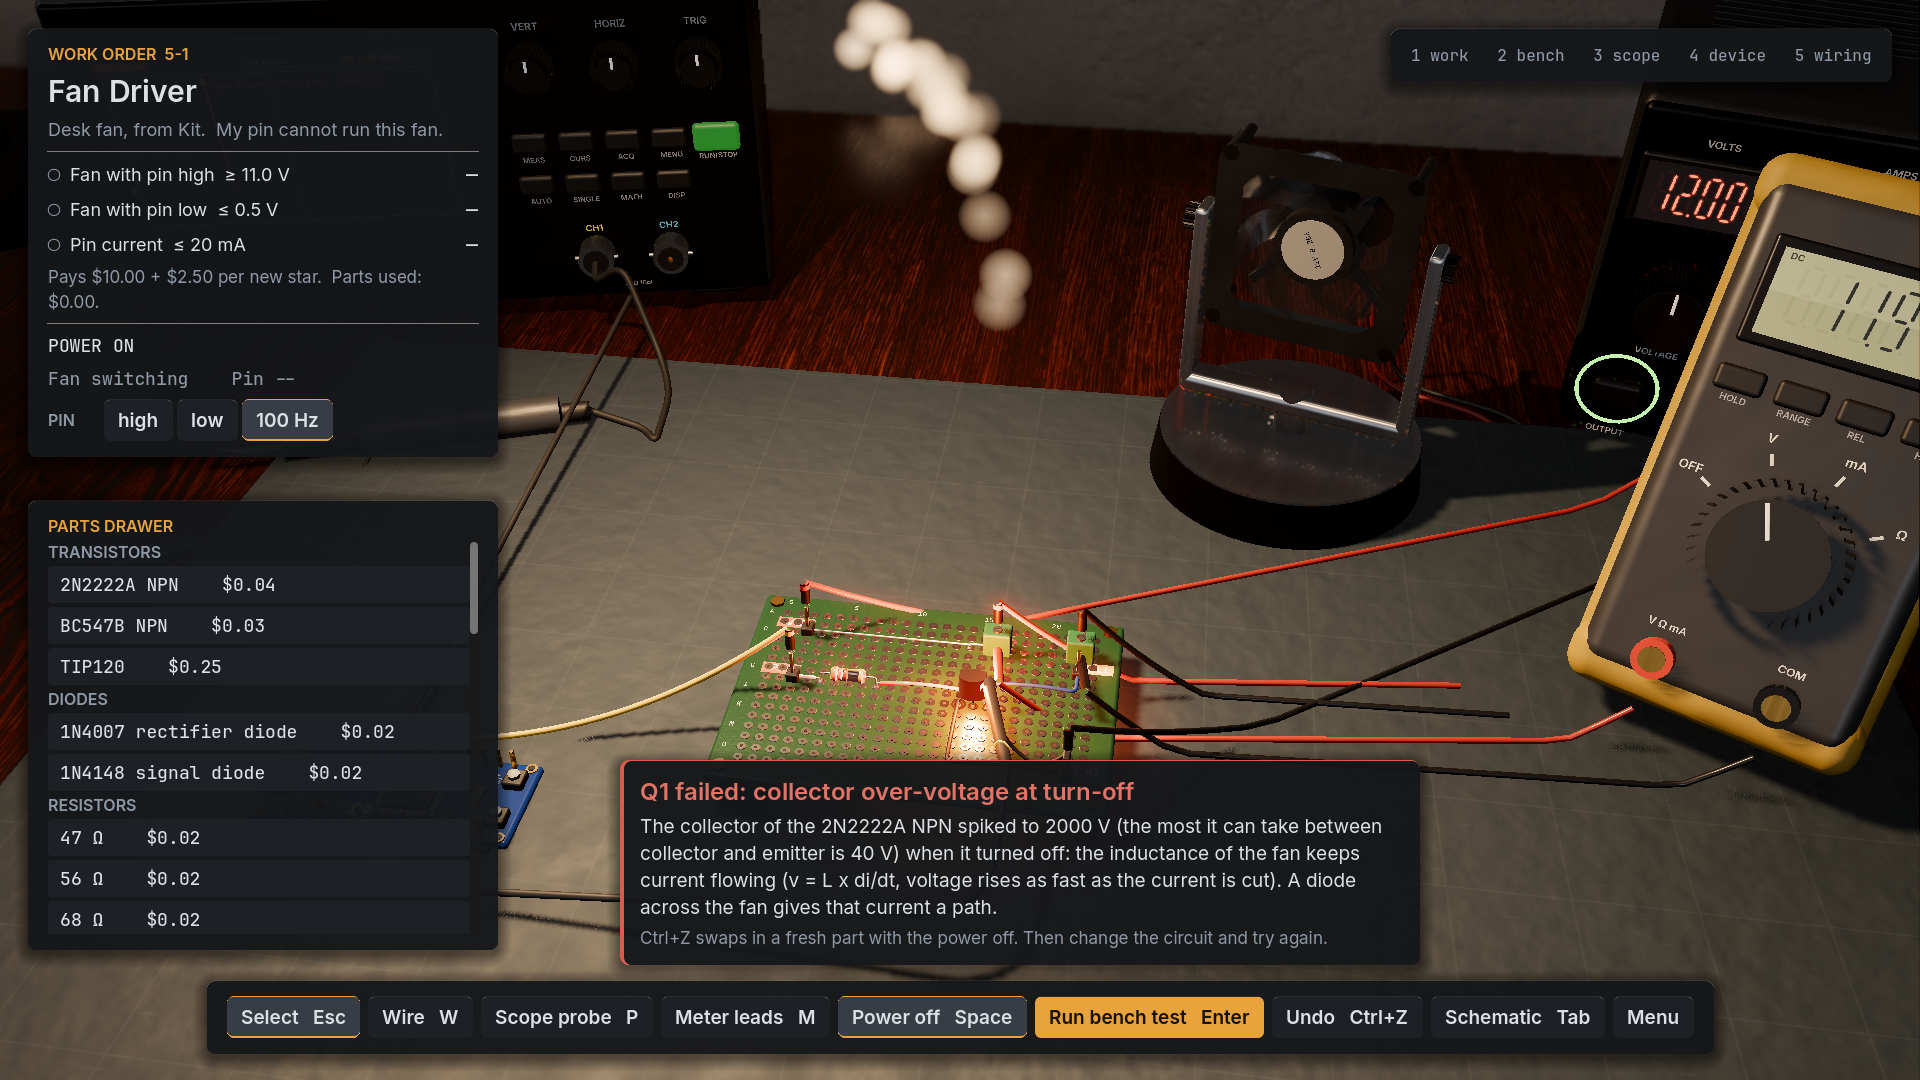 WORK ORDER 5-1
Fan Driver
Desk fan, from Kit. My pin cannot run this fan.
Fan with pin high ≥ 11.0 V —
Fan with pin low ≤ 0.5 V —
Pin current ≤ 20 mA —
Pays $10.00 + $2.50 per new star. Parts used:
$0.00.
POWER ON
Fan switching Pin --
PIN high low 100 Hz
PARTS DRAWER
TRANSISTORS
2N2222A NPN $0.04
BC547B NPN $0.03
TIP120 $0.25
DIODES
1N4007 rectifier diode $0.02
1N4148 signal diode $0.02
RESISTORS
47 Ω $0.02
56 Ω $0.02
68 Ω $0.02
VERT HORIZ TRIG
MEAS CURS ACQ MENU RUN/STOP
AUTO SINGLE MATH DISP
CH1 CH2
1 work 2 bench 3 scope 4 device 5 wiring
VOLTS
AMPS
12.00
VOLTAGE
OUTPUT
DC
HOLD RANGE REL
OFF V mA Ω
V Ω mA
COM
Q1 failed: collector over-voltage at turn-off
The collector of the 2N2222A NPN spiked to 2000 V (the most it can take between
collector and emitter is 40 V) when it turned off: the inductance of the fan keeps
current flowing (v = L x di/dt, voltage rises as fast as the current is cut). A diode
across the fan gives that current a path.
Ctrl+Z swaps in a fresh part with the power off. Then change the circuit and try again.
Select Esc
Wire W
Scope probe P
Meter leads M
Power off Space
Run bench test Enter
Undo Ctrl+Z
Schematic Tab
Menu